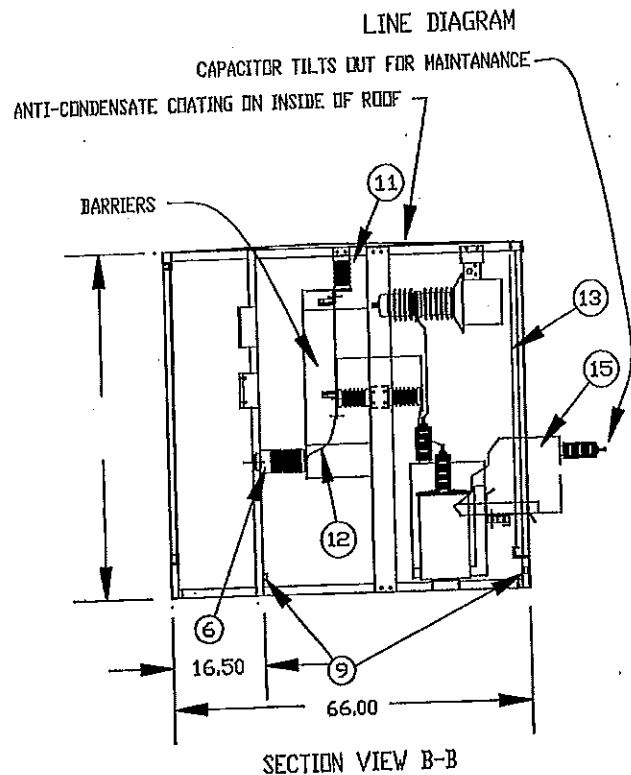 LINE DIAGRAM
CAPACITOR TILTS OUT FOR MAINTANANCE
ANTI-CONDENSATE COATING ON INSIDE OF ROOF
BARRIERS
11
13
15
12
6
9
16.50
66.00
SECTION VIEW B-B